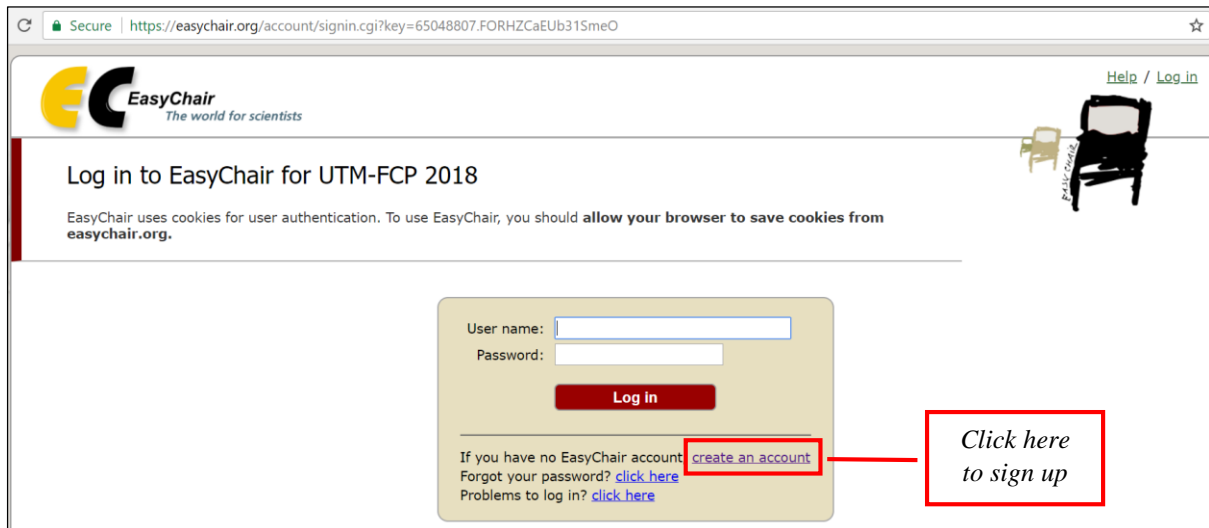 Secure | https://easychair.org/account/signin.cgi?key=65048807.FORHZCaEUb31SmeO
Help / Log in
EC EasyChair
The world for scientists
EASY CHAIR
Log in to EasyChair for UTM-FCP 2018
EasyChair uses cookies for user authentication. To use EasyChair, you should allow your browser to save cookies from
easychair.org.
User name:
Password:
Log in
If you have no EasyChair account create an account
Forgot your password? click here
Problems to log in? click here
Click here
to sign up